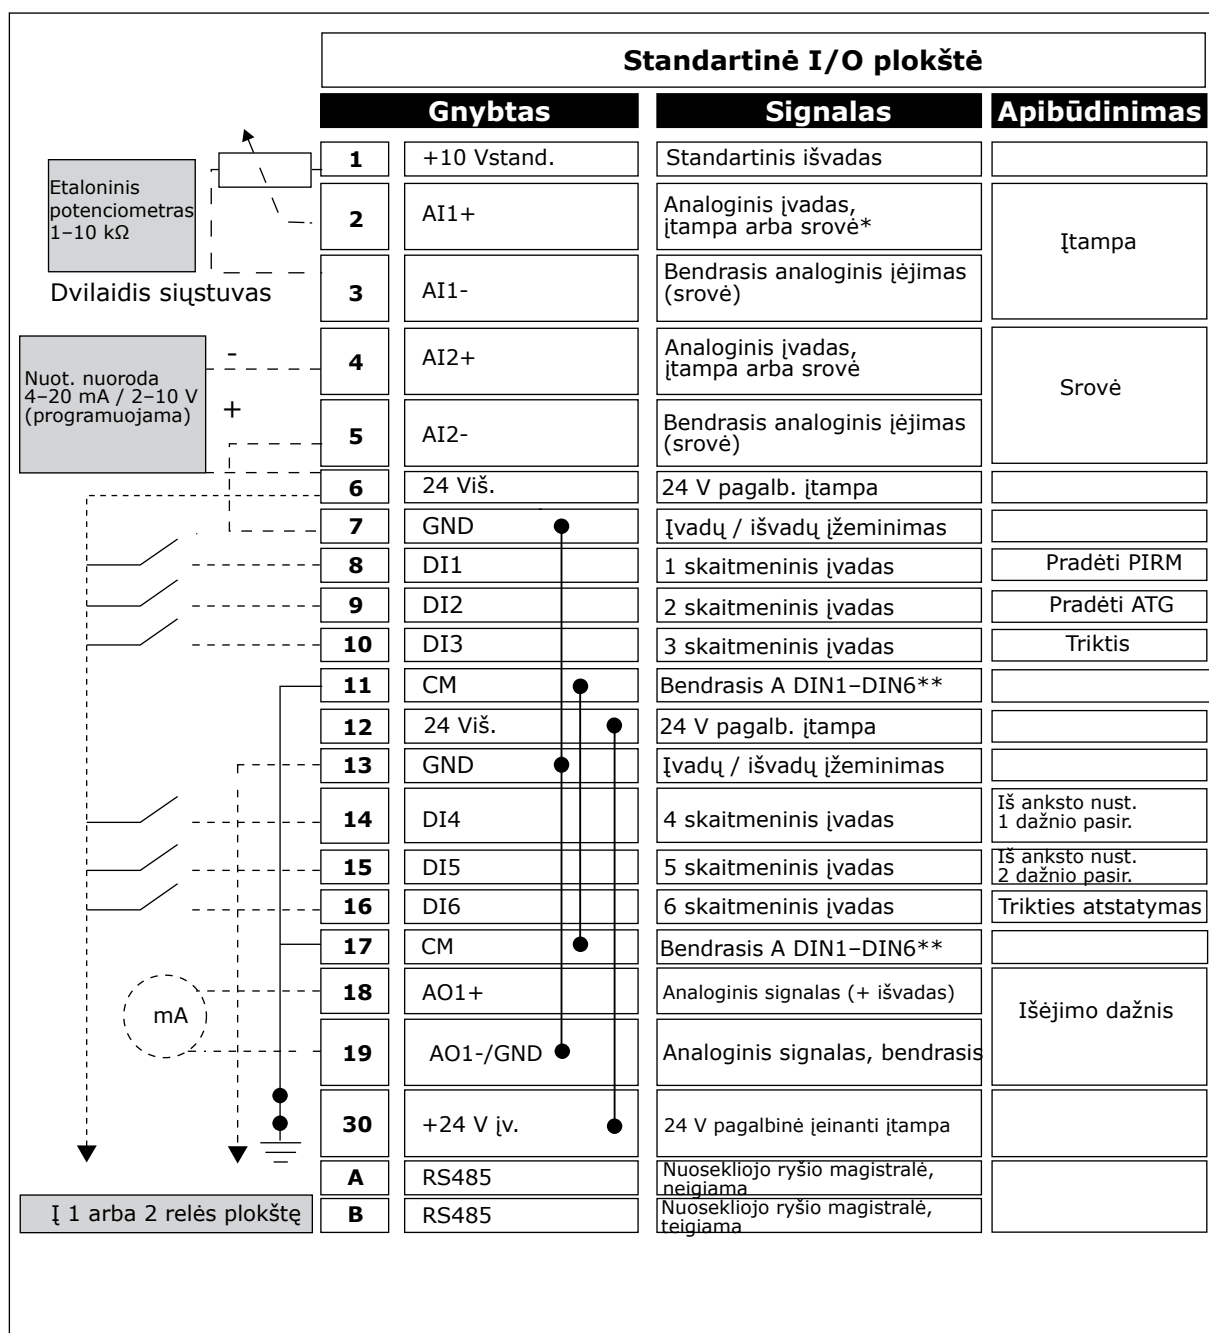 Standartinė I/O plokštė
Gnybtas Signalas Apibūdinimas
1 +10 Vstand. Standartinis išvadas
Etaloninis
potenciometras
1–10 kΩ
2 AI1+ Analoginis įvadas,
įtampa arba srovė*
Įtampa
3 AI1- Bendrasis analoginis įėjimas
(srovė)
Dvilaidis siųstuvas
4 AI2+ Analoginis įvadas,
įtampa arba srovė
Srovė
-
Nuot. nuoroda
4–20 mA / 2–10 V
(programuojama)
+
5 AI2- Bendrasis analoginis įėjimas
(srovė)
6 24 Viš. 24 V pagalb. įtampa
7 GND Įvadų / išvadų įžeminimas
8 DI1 1 skaitmeninis įvadas Pradėti PIRM
9 DI2 2 skaitmeninis įvadas Pradėti ATG
10 DI3 3 skaitmeninis įvadas Triktis
11 CM Bendrasis A DIN1–DIN6**
12 24 Viš. 24 V pagalb. įtampa
13 GND Įvadų / išvadų įžeminimas
14 DI4 4 skaitmeninis įvadas Iš anksto nust.
1 dažnio pasir.
15 DI5 5 skaitmeninis įvadas Iš anksto nust.
2 dažnio pasir.
16 DI6 6 skaitmeninis įvadas Trikties atstatymas
17 CM Bendrasis A DIN1–DIN6**
18 AO1+ Analoginis signalas (+ išvadas)
mA
Išėjimo dažnis
19 AO1-/GND Analoginis signalas, bendrasis
30 +24 V įv. 24 V pagalbinė įeinanti įtampa
A RS485 Nuosekliojo ryšio magistralė,
neigiama
Į 1 arba 2 relės plokštę
B RS485 Nuosekliojo ryšio magistralė,
teigiama